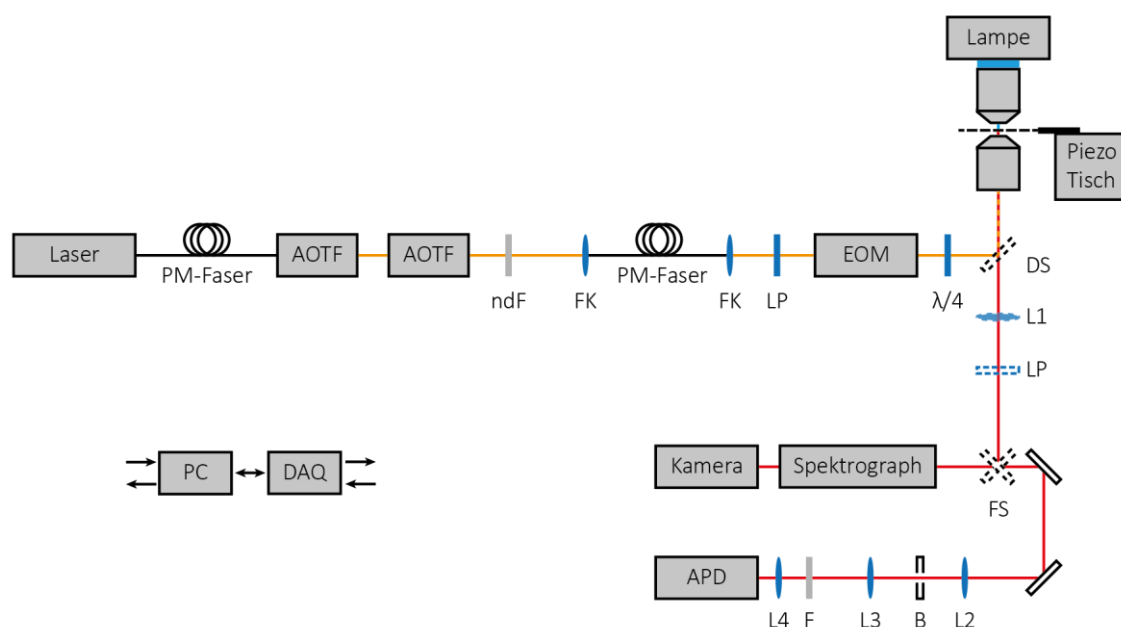 Lampe
Piezo
Tisch
Laser
PM-Faser
AOTF
AOTF
ndF
FK
PM-Faser
FK
LP
EOM
λ/4
DS
L1
LP
PC
DAQ
Kamera
Spektrograph
FS
APD
L4
F
L3
B
L2